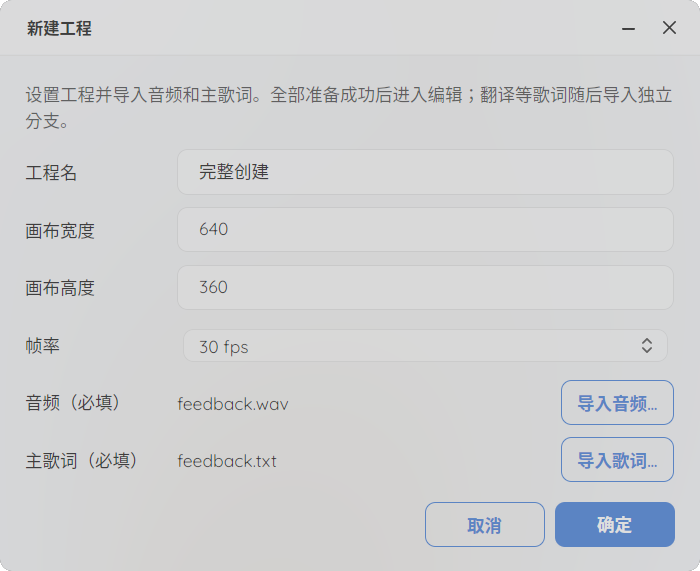 新建工程
设置工程并导入音频和主歌词。全部准备成功后进入编辑；翻译等歌词随后导入独立
分支。
工程名 完整创建
画布宽度 640
画布高度 360
帧率 30 fps
音频（必填） feedback.wav 导入音频...
主歌词（必填） feedback.txt 导入歌词...
取消 确定